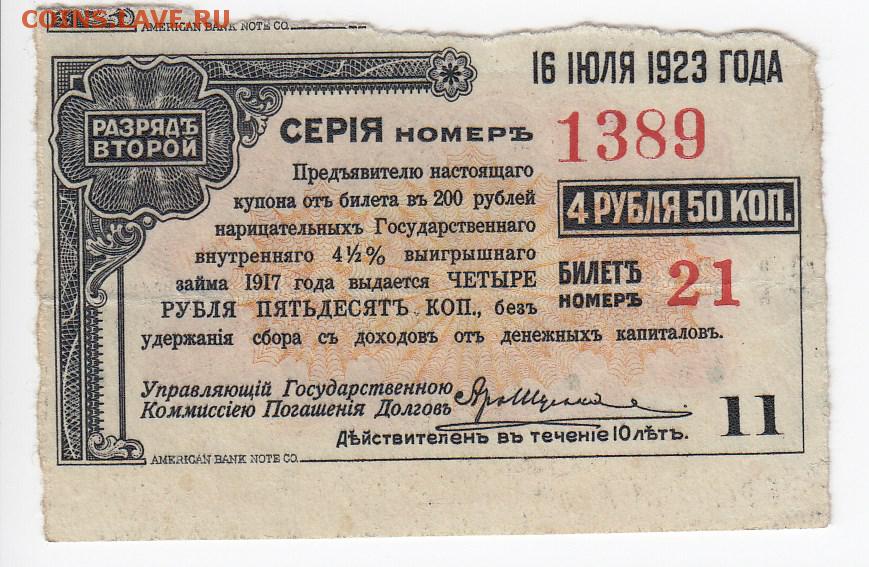 COINS.LAVE.RU
AMERICAN BANK NOTE CO.
16 ІЮЛЯ 1923 ГОДА
РАЗРЯДЪ
ВТОРОЙ
СЕРІЯ НОМЕРЪ 1389
Предъявителю настоящаго
купона отъ билета въ 200 рублей
нарицательныхъ Государственнаго
внутренняго 4½% выигрышнаго
займа 1917 года выдается ЧЕТЫРЕ
РУБЛЯ ПЯТЬДЕСЯТЪ КОП., безъ
удержанія сбора съ доходовъ отъ денежныхъ капиталовъ.
4 РУБЛЯ 50 КОП.
БИЛЕТЪ
НОМЕРЪ 21
Управляющій Государственною
Коммиссіею Погашенія Долговъ
Дѣйствителенъ въ теченіе 10 лѣтъ.
11
AMERICAN BANK NOTE CO.